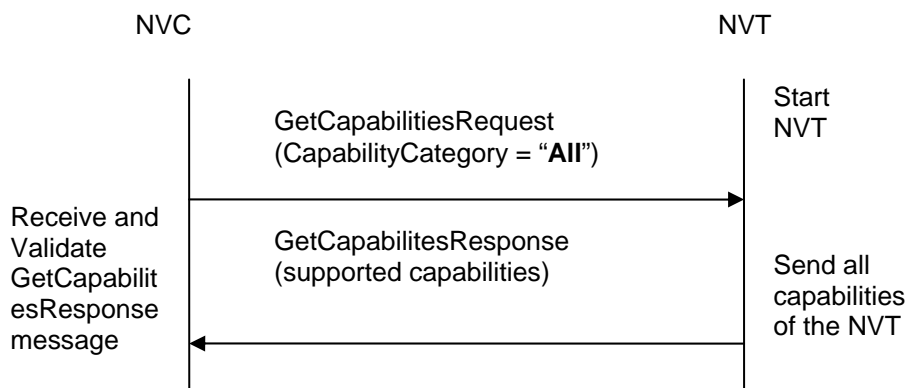 NVC
NVT
Start
NVT
GetCapabilitiesRequest
(CapabilityCategory = “All”)
Receive and
Validate
GetCapabilit
esResponse
message
GetCapabilitesResponse
(supported capabilities)
Send all
capabilities
of the NVT